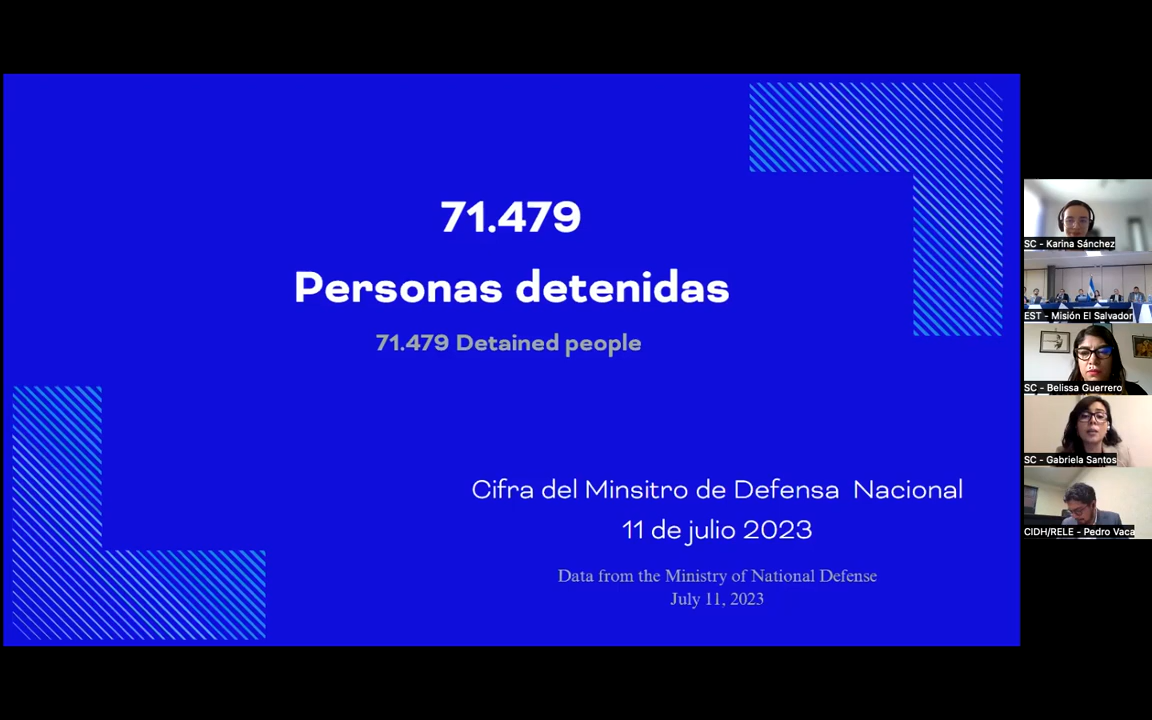 71.479
Personas detenidas
71.479 Detained people
Cifra del Minsitro de Defensa Nacional
11 de julio 2023
Data from the Ministry of National Defense
July 11, 2023
SC - Karina Sánchez
EST - Misión El Salvador
SC - Belissa Guerrero
SC - Gabriela Santos
CIDH/RELE - Pedro Vaca